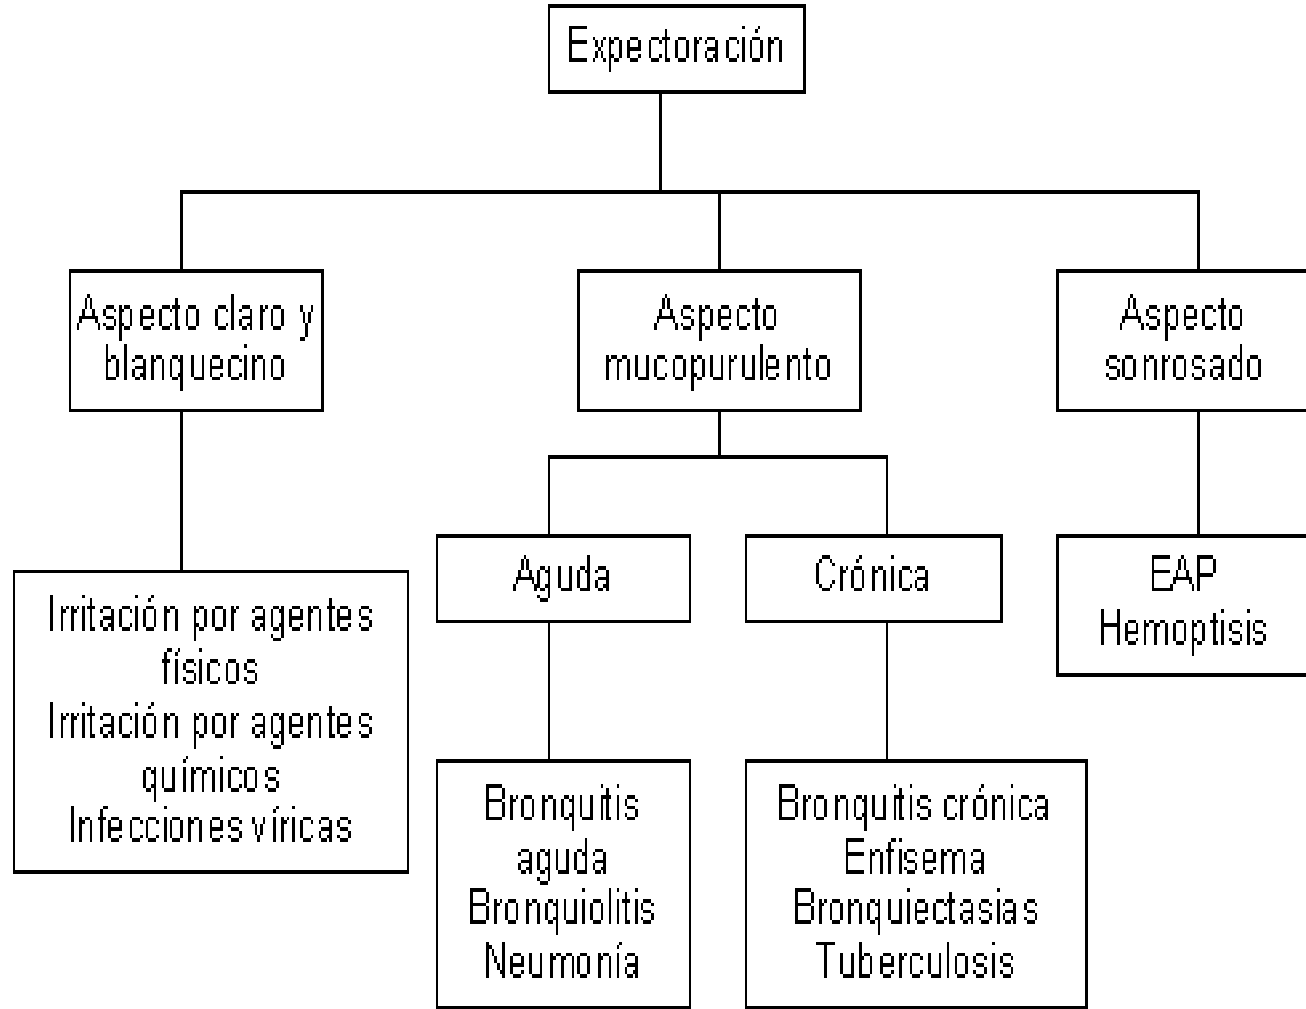 Expectoración
Aspecto claro y
blanquecino
Aspecto
mucopurulento
Aspecto
sonrosado
Irritación por agentes
físicos
Irritación por agentes
químicos
Infecciones víricas
Aguda
Crónica
EAP
Hemoptisis
Bronquitis
aguda
Bronquiolitis
Neumonía
Bronquitis crónica
Enfisema
Bronquiectasias
Tuberculosis